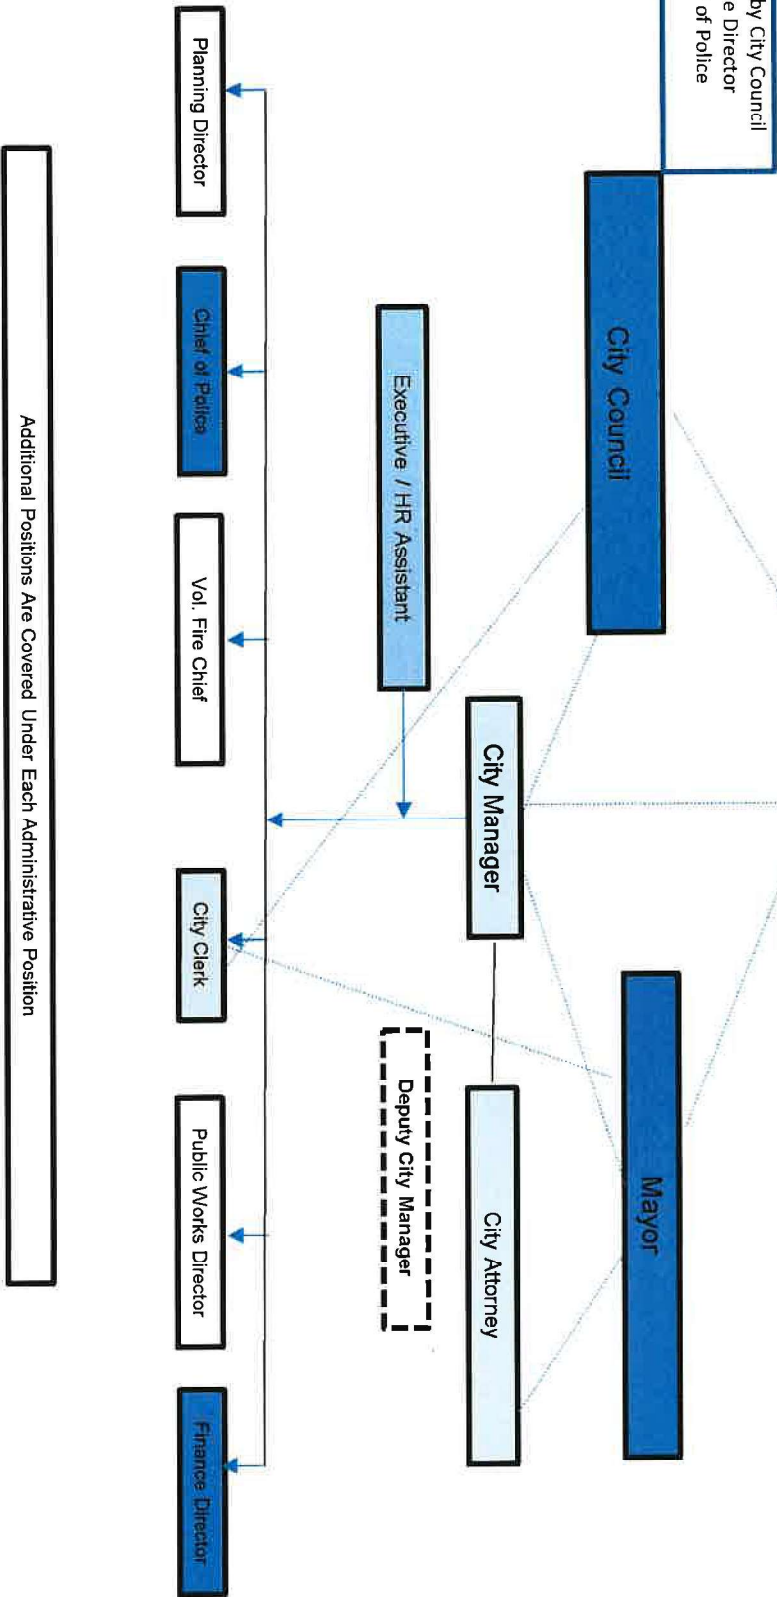 by City Council
e Director
of Police
City Council
Mayor
City Manager
City Attorney
Executive / HR Assistant
Deputy City Manager
Planning Director
Chief of Police
Vol. Fire Chief
City Clerk
Public Works Director
Finance Director
Additional Positions Are Covered Under Each Administrative Position